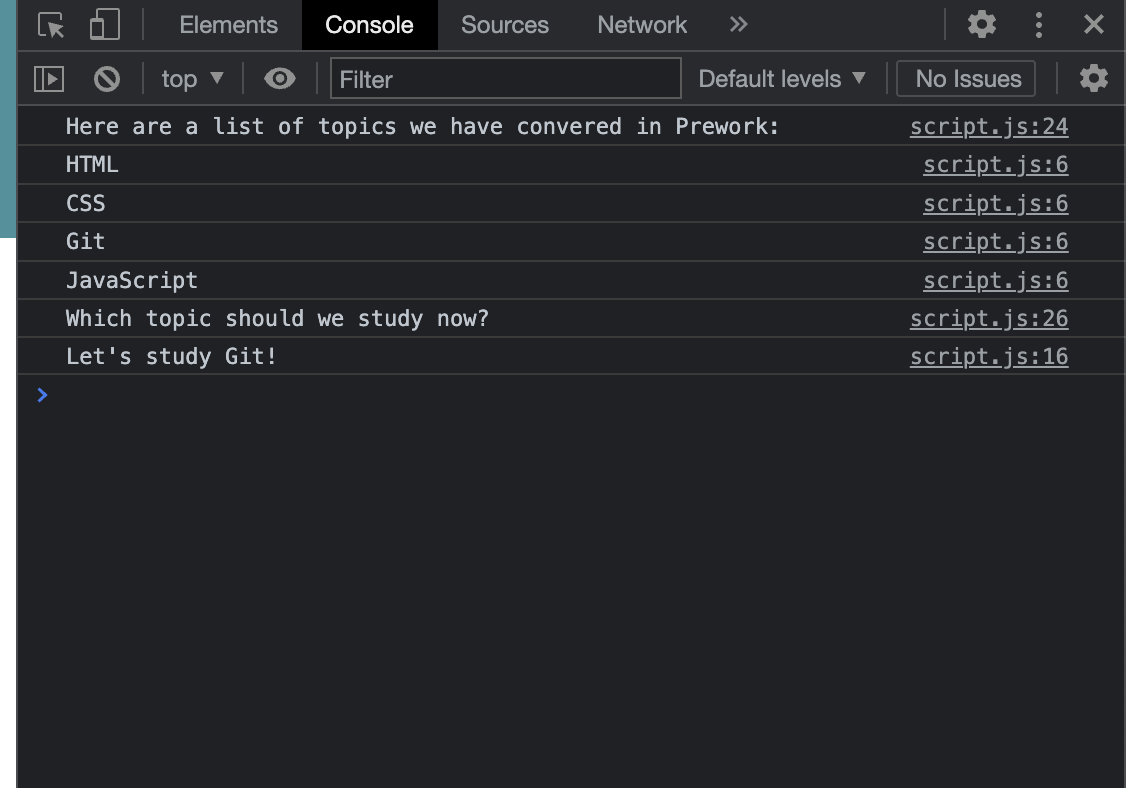 Elements Console Sources Network »
top ▼ Filter Default levels ▼ No Issues
Here are a list of topics we have convered in Prework: script.js:24
HTML script.js:6
CSS script.js:6
Git script.js:6
JavaScript script.js:6
Which topic should we study now? script.js:26
Let's study Git! script.js:16
>